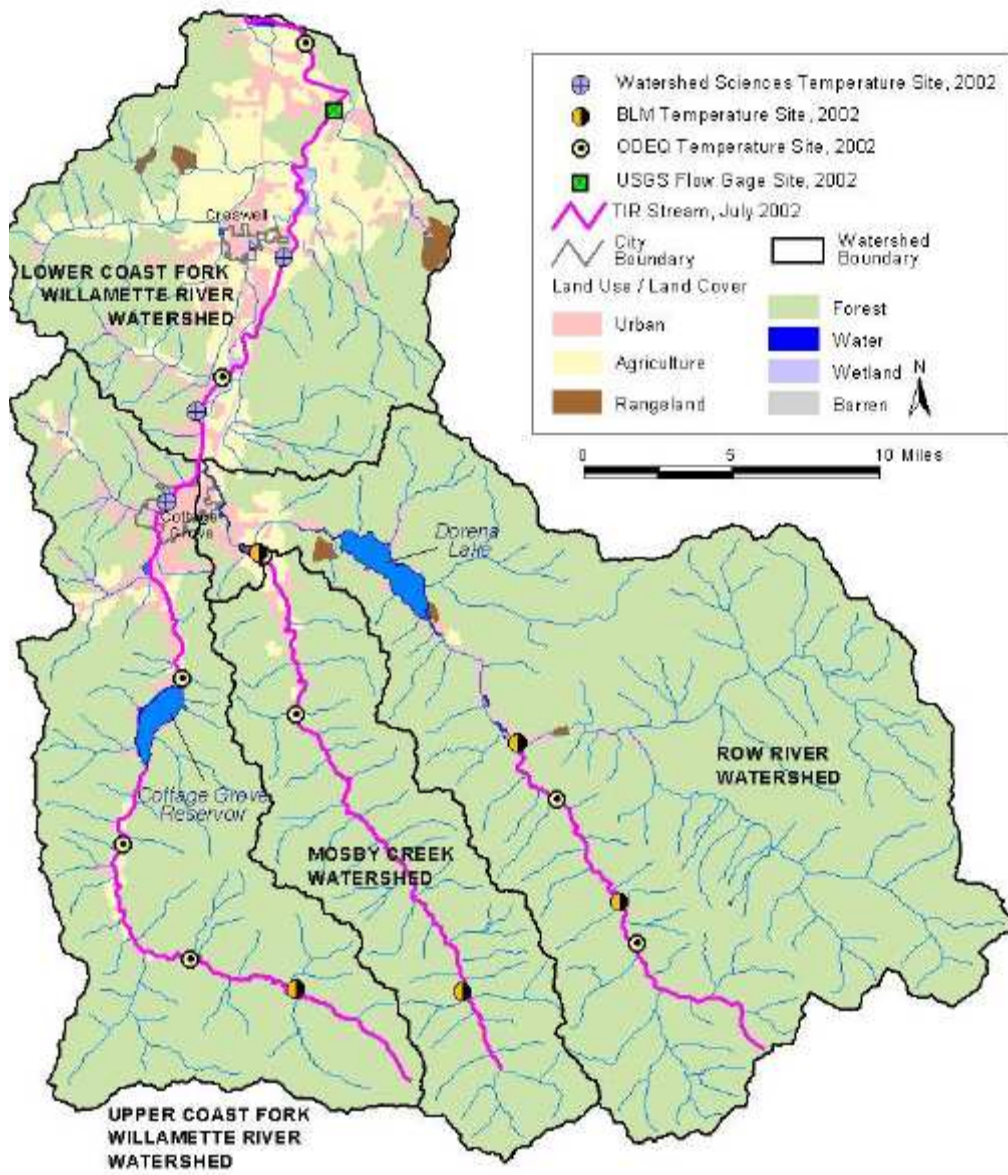 Watershed Sciences Temperature Site, 2002
BLM Temperature Site, 2002
ODEQ Temperature Site, 2002
USGS Flow Gage Site, 2002
TIR Stream, July 2002
City
Boundary
Watershed
Boundary
Land Use / Land Cover
Urban
Agriculture
Rangeland
Forest
Water
Wetland
Barren
N
0 5 10 Miles
Creswell
LOWER COAST FORK
WILLAMETTE RIVER
WATERSHED
Cottage
Grove
Dorena
Lake
Cottage Grove
Reservoir
ROW RIVER
WATERSHED
MOSBY CREEK
WATERSHED
UPPER COAST FORK
WILLAMETTE RIVER
WATERSHED